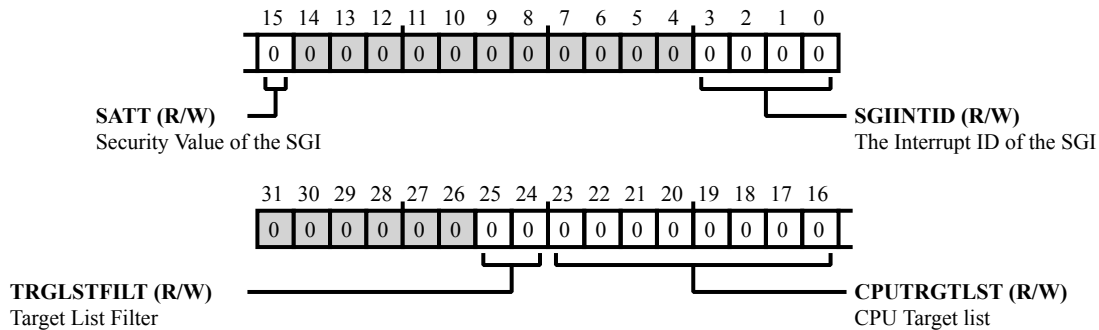 15 14 13 12 11 10 9 8 7 6 5 4 3 2 1 0
0 0 0 0 0 0 0 0 0 0 0 0 0 0 0 0
SATT (R/W)
Security Value of the SGI
SGIINTID (R/W)
The Interrupt ID of the SGI
31 30 29 28 27 26 25 24 23 22 21 20 19 18 17 16
0 0 0 0 0 0 0 0 0 0 0 0 0 0 0 0
TRGLSTFILT (R/W)
Target List Filter
CPUTRGTLST (R/W)
CPU Target list